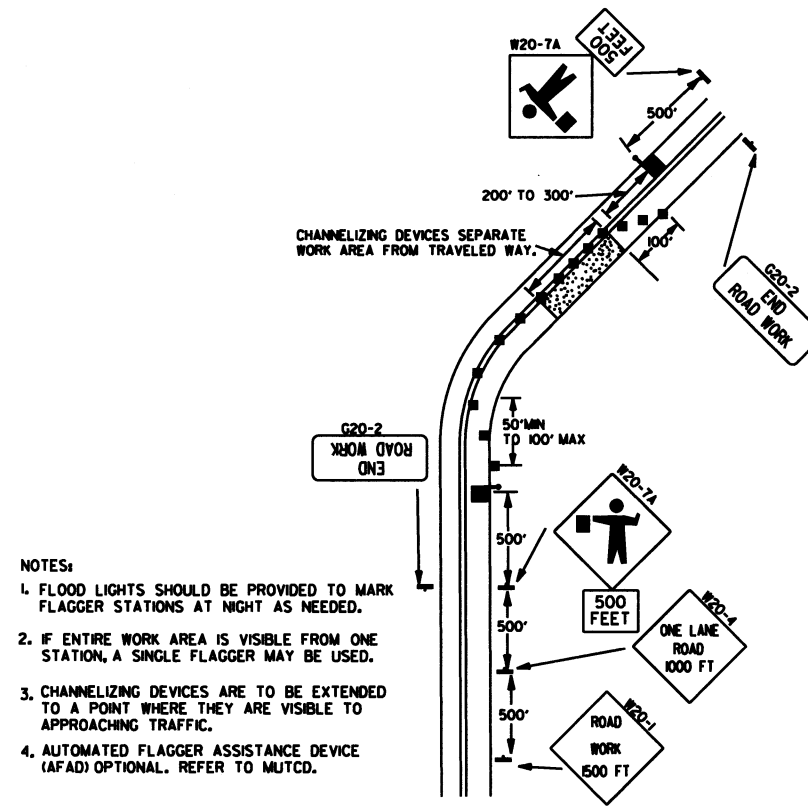 W20-7A
500
FEET
500'
200' TO 300'
CHANNELIZING DEVICES SEPARATE
WORK AREA FROM TRAVELED WAY.
100'
G20-2
END
ROAD WORK
50'MIN
TO 100' MAX
G20-2
END
ROAD WORK
W20-7A
500'
500
FEET
500'
W20-4
ONE LANE
ROAD
1000 FT
500'
W20-1
ROAD
WORK
1500 FT
NOTES:
1. FLOOD LIGHTS SHOULD BE PROVIDED TO MARK
FLAGGER STATIONS AT NIGHT AS NEEDED.
2. IF ENTIRE WORK AREA IS VISIBLE FROM ONE
STATION, A SINGLE FLAGGER MAY BE USED.
3. CHANNELIZING DEVICES ARE TO BE EXTENDED
TO A POINT WHERE THEY ARE VISIBLE TO
APPROACHING TRAFFIC.
4. AUTOMATED FLAGGER ASSISTANCE DEVICE
(AFAD) OPTIONAL. REFER TO MUTCD.